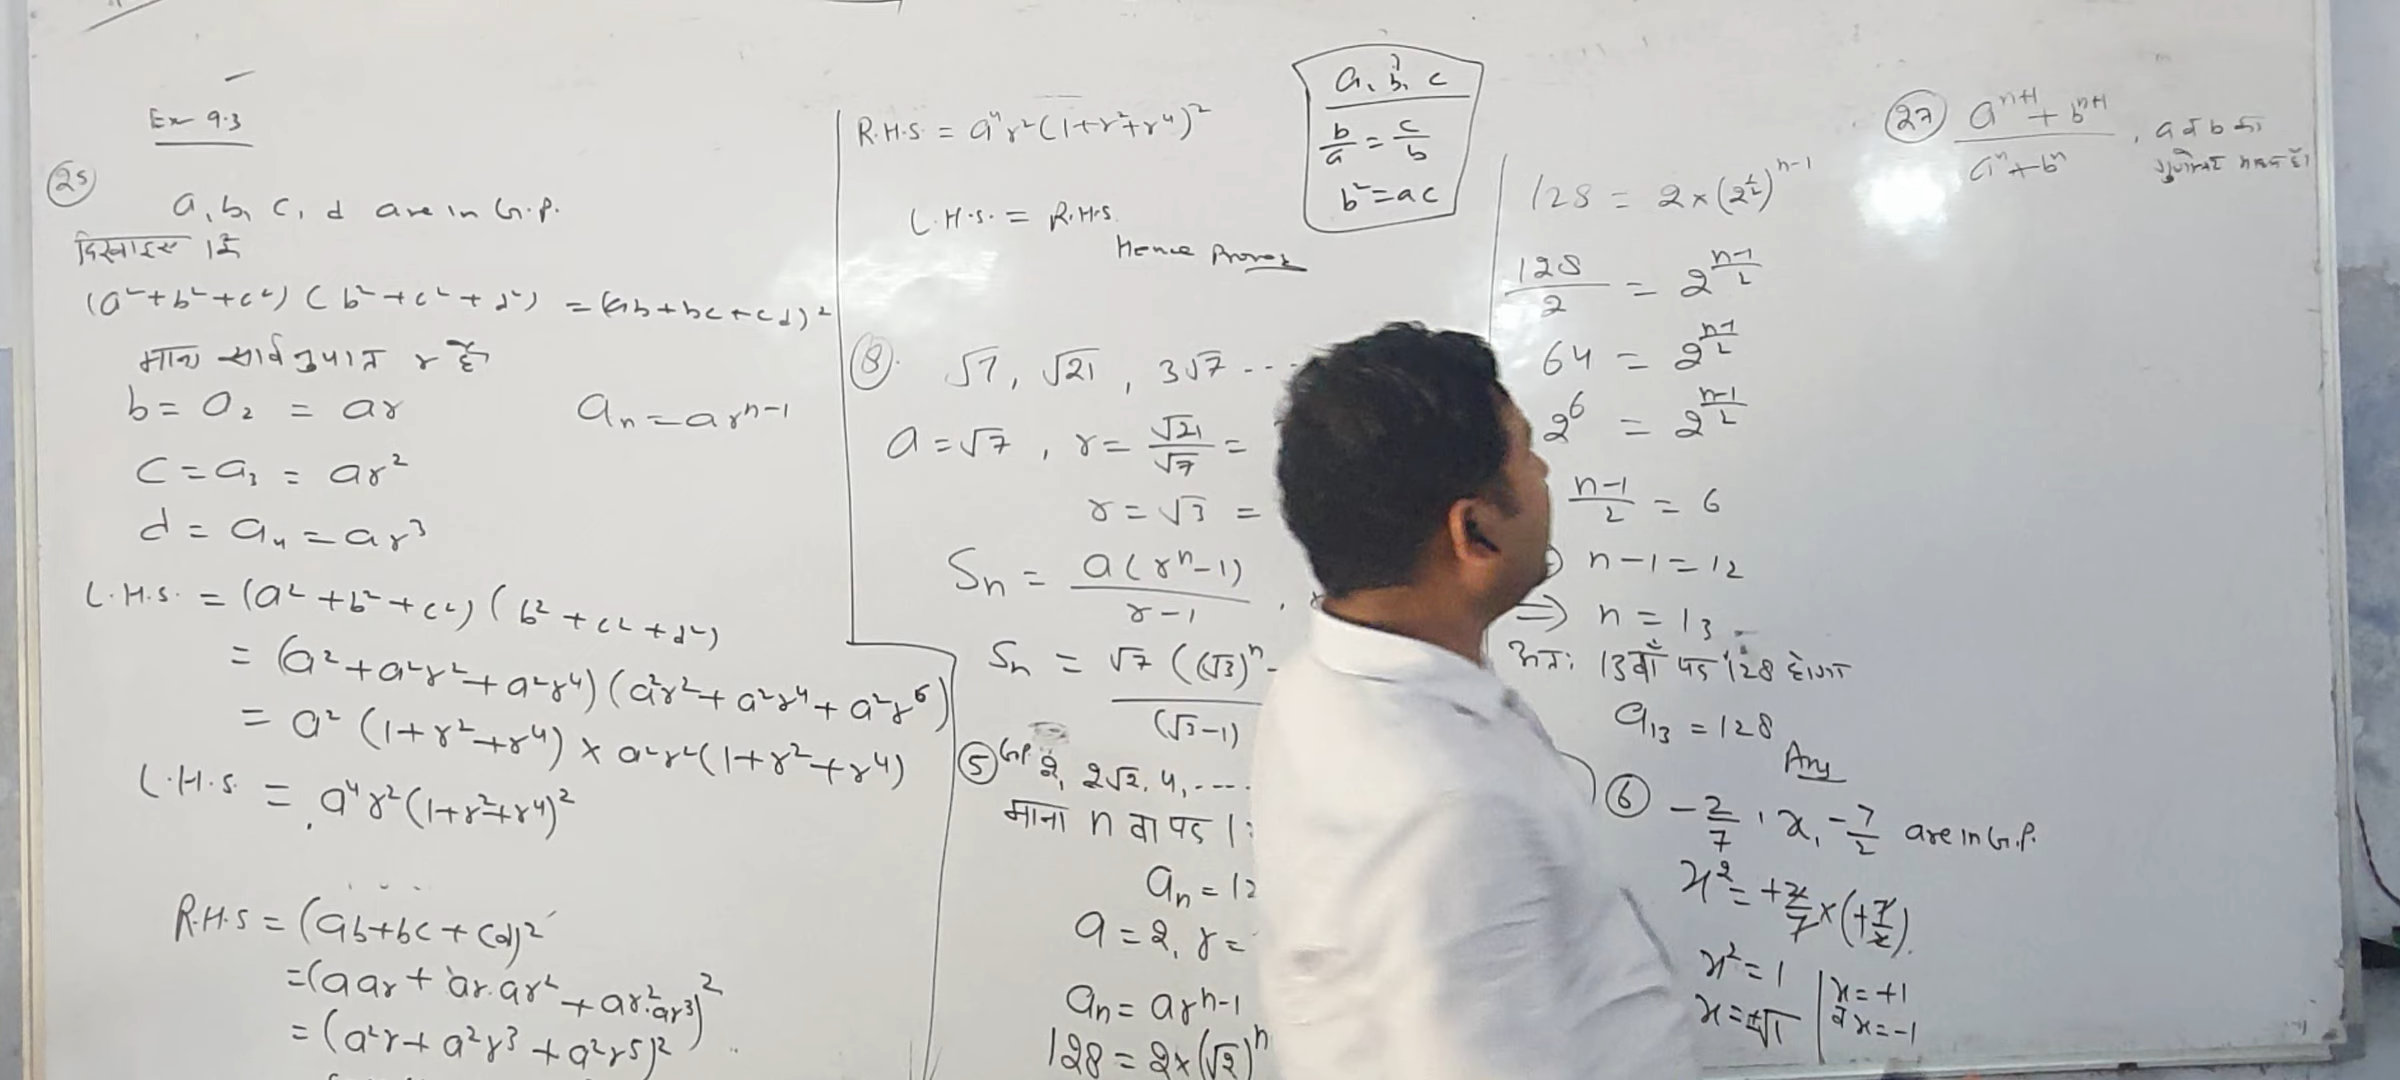 Ex 9.3
(25)
a, b, c, d are in G.P.
दिखाइए कि
(a²+b²+c²) (b²+c²+d²) = (ab+bc+cd)²
माना सार्वनुपात r है
b = a₂ = ar
aₙ = arⁿ⁻¹
c = a₃ = ar²
d = a₄ = ar³
L.H.S. = (a²+b²+c²) (b²+c²+d²)
= (a²+a²r²+a²r⁴) (a²r²+a²r⁴+a²r⁶)
= a² (1+r²+r⁴) × a²r²(1+r²+r⁴)
L.H.S. = a⁴r²(1+r²+r⁴)²
R.H.S = (ab+bc+cd)²
= (a.ar + ar.ar² + ar².ar³)²
= (a²r + a²r³ + a²r⁵)²
R.H.S. = a⁴r²(1+r²+r⁴)²
L.H.S. = R.H.S.
Hence Proved
a, b, c
b/a = c/b
b² = ac
(8) √7, √21, 3√7 ...
a = √7, r = √21/√7 =
r = √3 =
Sₙ = a(rⁿ-1)/r-1 ,
Sₙ = √7 ((√3)ⁿ-
(√3-1)
(5) G.P. 2, 2√2, 4, ....
माना n वा पद
aₙ = 12
a = 2, r =
aₙ = arⁿ⁻¹
128 = 2×(√2)ⁿ
128 = 2×(2^½)ⁿ⁻¹
128/2 = 2^(n-1)/2
64 = 2^(n-1)/2
2⁶ = 2^(n-1)/2
n-1/2 = 6
n-1 = 12
⇒ n = 13
अतः 13वाँ पद 128 होगा
a₁₃ = 128
Ans
(6) -2/7, x, -7/2 are in G.P.
x² = +2/7 × (+7/2)
x² = 1
x = ±√1
x = +1
व x = -1
(27) aⁿ⁺¹ + bⁿ⁺¹ / aⁿ + bⁿ , a व b का